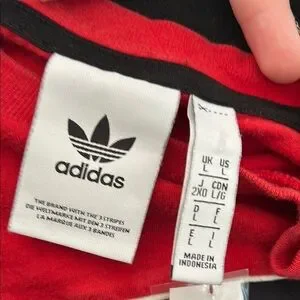 adidas
THE BRAND WITH THE 3 STRIPES
DIE WELTMARKE MIT DEN 3 STREIFEN
LA MARQUE AUX 3 BANDES
UK US
L L
J CDN
2XO L/G
D F
L L
E I
L L
MADE IN
INDONESIA